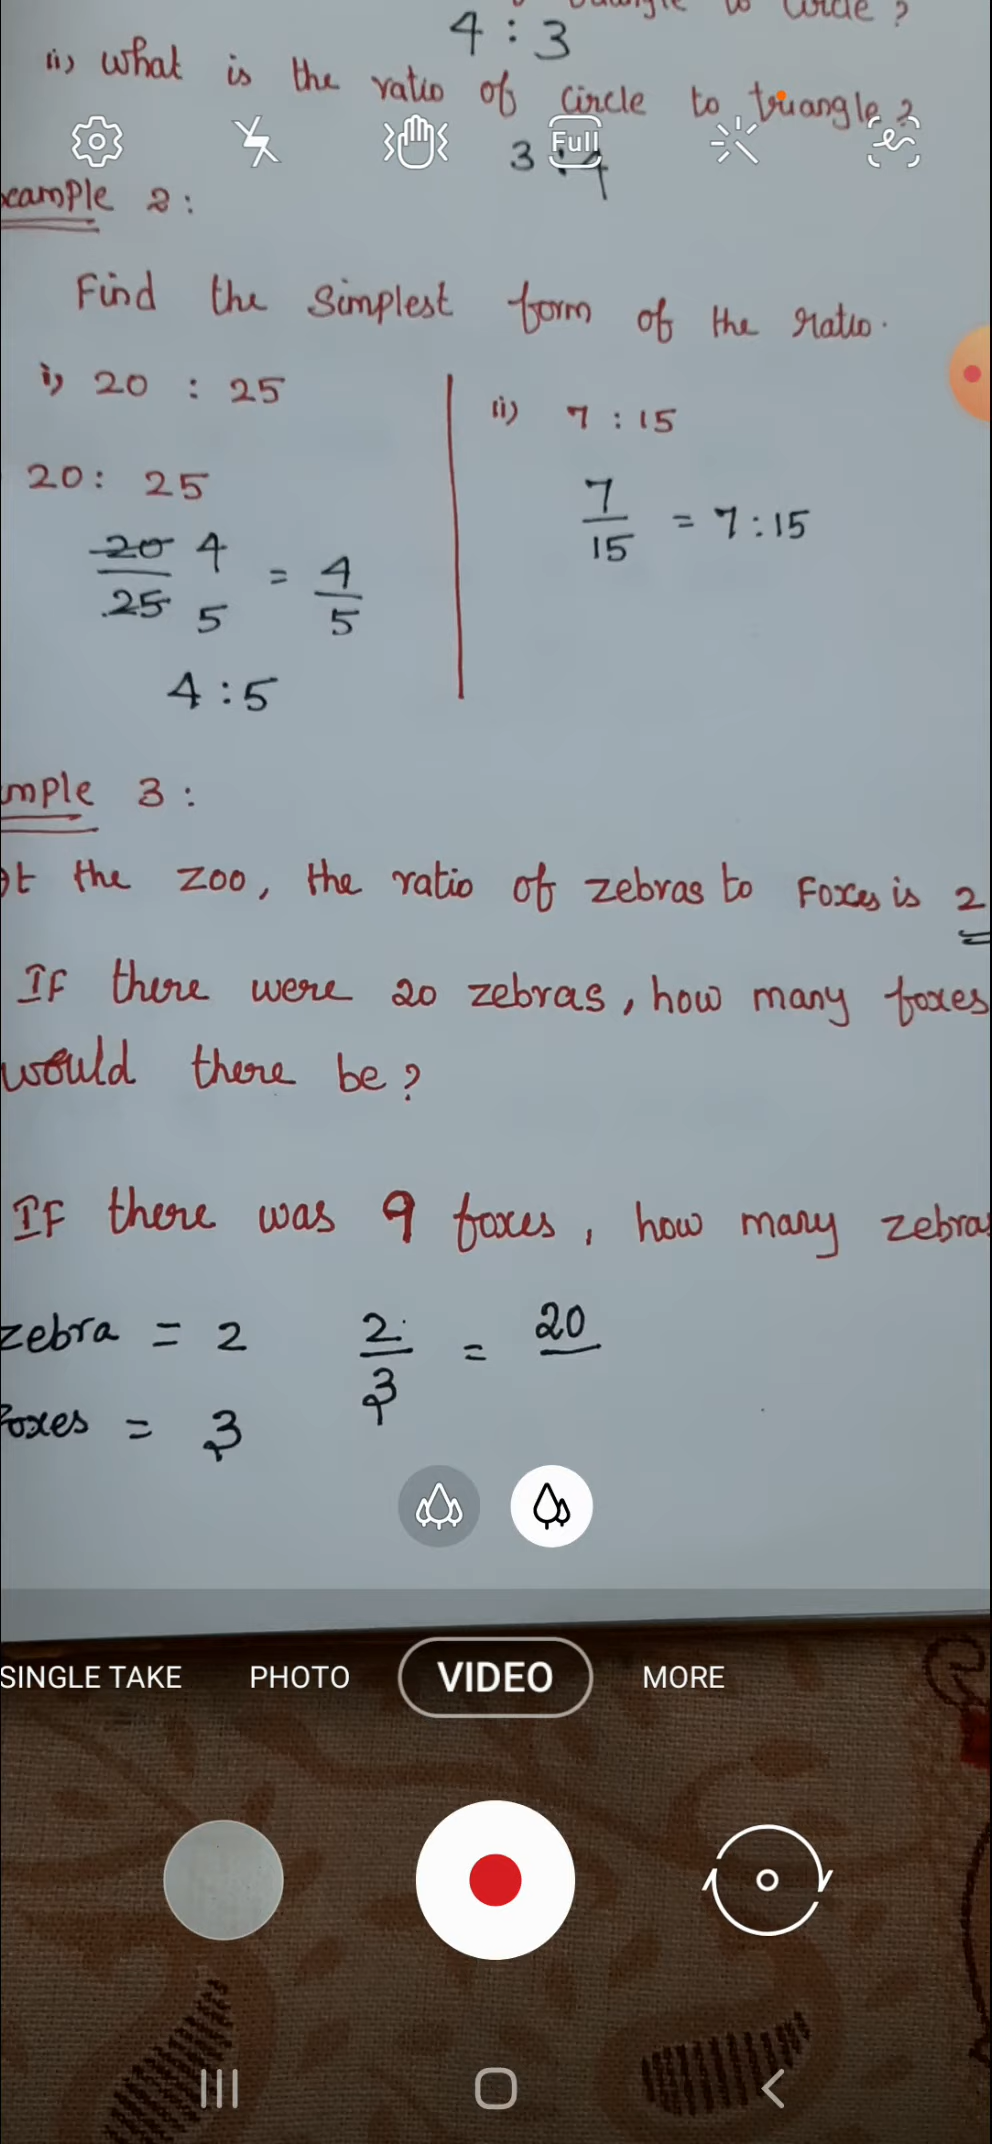 4 : 3
ii) What is the ratio of circle to triangle?
Full
3 : 4
xample 2 :
Find the simplest form of the ratio.
i) 20 : 25
ii) 7 : 15
20 : 25
7/15 = 7 : 15
20/25 4/5 = 4/5
4 : 5
mple 3 :
At the zoo, the ratio of zebras to Foxes is 2
If there were 20 zebras, how many foxes
would there be?
If there was 9 foxes, how many zebras
zebra = 2 2/3 = 20
Foxes = 3
SINGLE TAKE PHOTO VIDEO MORE